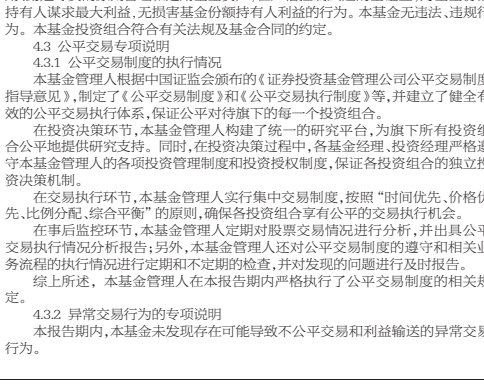 持有人谋求最大利益,无损害基金份额持有人利益的行为。本基金无违法、违规行
为。本基金投资组合符合有关法规及基金合同的约定。
4.3 公平交易专项说明
4.3.1 公平交易制度的执行情况
本基金管理人根据中国证监会颁布的《证券投资基金管理公司公平交易制度
指导意见》,制定了《公平交易制度》和《公平交易执行制度》等,并建立了健全有
效的公平交易执行体系,保证公平对待旗下的每一个投资组合。
在投资决策环节,本基金管理人构建了统一的研究平台,为旗下所有投资组
合公平地提供研究支持。同时,在投资决策过程中,各基金经理、投资经理严格遵
守本基金管理人的各项投资管理制度和投资授权制度,保证各投资组合的独立投
资决策机制。
在交易执行环节,本基金管理人实行集中交易制度,按照“时间优先、价格优
先、比例分配、综合平衡”的原则,确保各投资组合享有公平的交易执行机会。
在事后监控环节,本基金管理人定期对股票交易情况进行分析,并出具公平
交易执行情况分析报告;另外,本基金管理人还对公平交易制度的遵守和相关业
务流程的执行情况进行定期和不定期的检查,并对发现的问题进行及时报告。
综上所述，本基金管理人在本报告期内严格执行了公平交易制度的相关规
定。
4.3.2 异常交易行为的专项说明
本报告期内,本基金未发现存在可能导致不公平交易和利益输送的异常交易
行为。